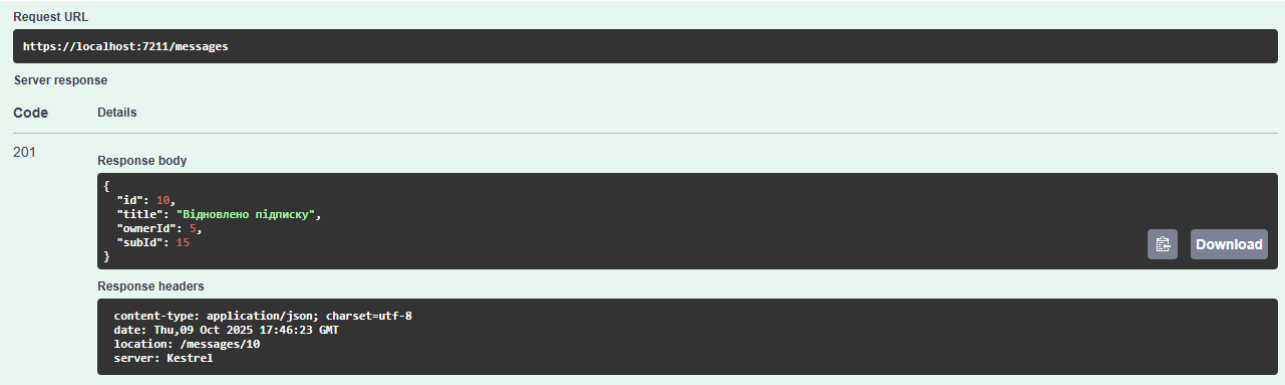 Request URL
https://localhost:7211/messages
Server response
Code Details
201
Response body
{
"id": 10,
"title": "Відновлено підписку",
"ownerId": 5,
"subId": 15
}
Download
Response headers
content-type: application/json; charset=utf-8
date: Thu,09 Oct 2025 17:46:23 GMT
location: /messages/10
server: Kestrel